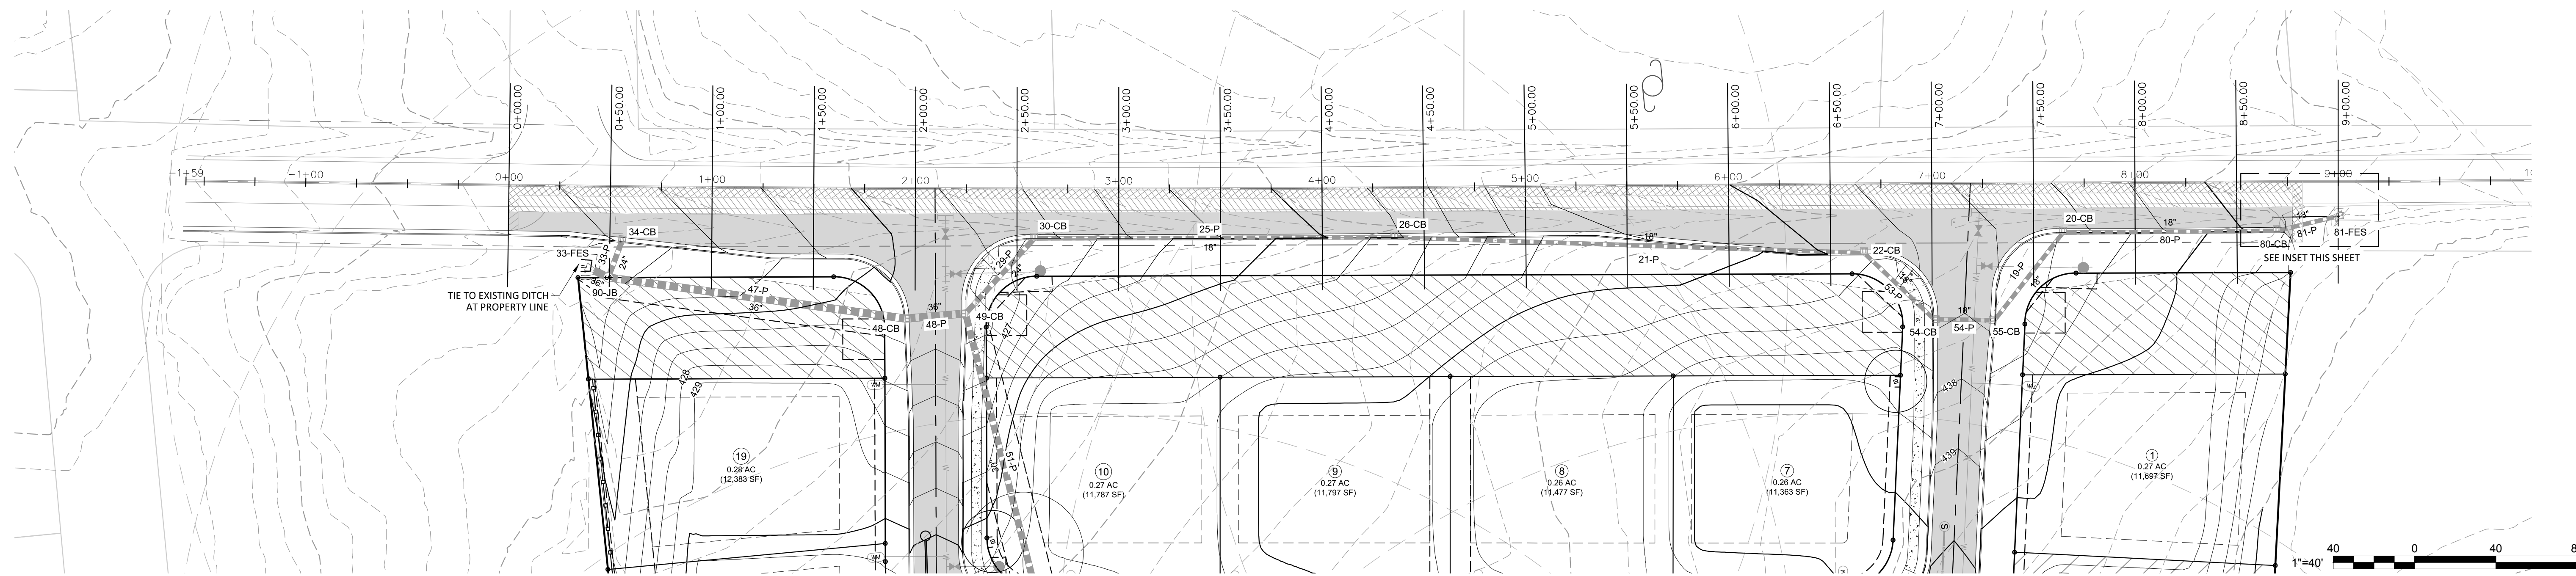 0+00.00
0+50.00
1+00.00
1+50.00
2+00.00
2+50.00
3+00.00
3+50.00
4+00.00
4+50.00
5+00.00
5+50.00
6+00.00
6+50.00
7+00.00
7+50.00
8+00.00
8+50.00
9+00.00
-1+59
-1+00
0+00
1+00
2+00
3+00
4+00
5+00
6+00
7+00
8+00
9+00
34-CB
33-FES
33-P
24"
36"
90-JB
TIE TO EXISTING DITCH
AT PROPERTY LINE
47-P
36"
48-CB
36"
48-P
49-CB
29-P
24"
30-CB
25-P
18"
26-CB
18"
21-P
22-CB
18"
53-P
54-CB
18"
54-P
55-CB
19-P
18"
20-CB
18"
80-P
80-CB
18"
81-P
81-FES
SEE INSET THIS SHEET
427
428
429
438
439
30"
51-P
S
19
0.28 AC
(12,383 SF)
10
0.27 AC
(11,787 SF)
9
0.27 AC
(11,797 SF)
8
0.26 AC
(11,477 SF)
7
0.26 AC
(11,363 SF)
1
0.27 AC
(11,697 SF)
1"=40'
40 0 40